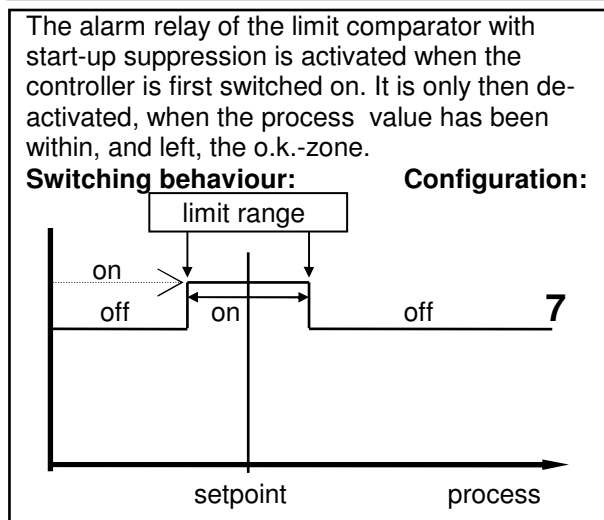 The alarm relay of the limit comparator with
start-up suppression is activated when the
controller is first switched on. It is only then de-
activated, when the process value has been
within, and left, the o.k.-zone.
Switching behaviour: Configuration:
limit range
on
off on off 7
setpoint process